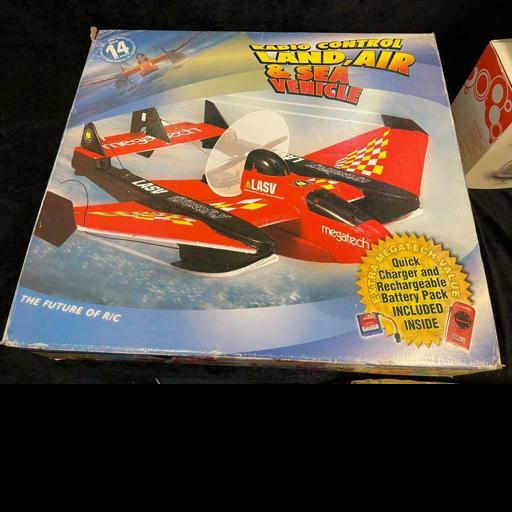 14
RADIO CONTROL
LAND, AIR
& SEA
VEHICLE
megatech
LASV
LASV
megatech
EXTRA MEGATECH VALUE
Quick
Charger and
Rechargeable
Battery Pack
INCLUDED
INSIDE
THE FUTURE OF R/C